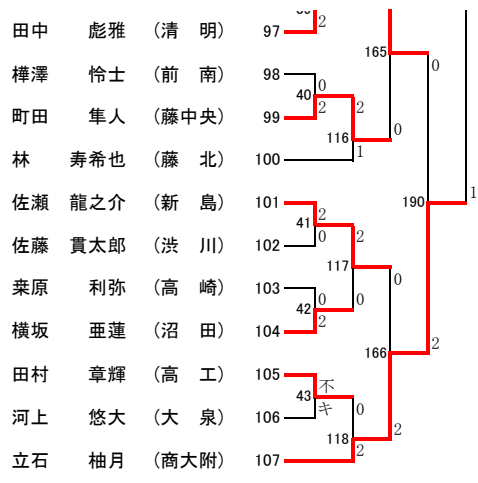 田中 彪雅 (清 明) 97 2
165
0
樺澤 怜士 (前 南) 98
0
40
町田 隼人 (藤中央) 99 2 2
0
116
林 寿希也 (藤 北) 100 1
1
佐瀬 龍之介 (新 島) 101 190
2
41
佐藤 貫太郎 (渋 川) 102 0 2
117
0
桒原 利弥 (高 崎) 103
0 0
42
横坂 亜蓮 (沼 田) 104 2
2
166
田村 章輝 (高 工) 105 不
43
河上 悠大 (大 泉) 106 キ 0
2
118
立石 柚月 (商大附) 107 2